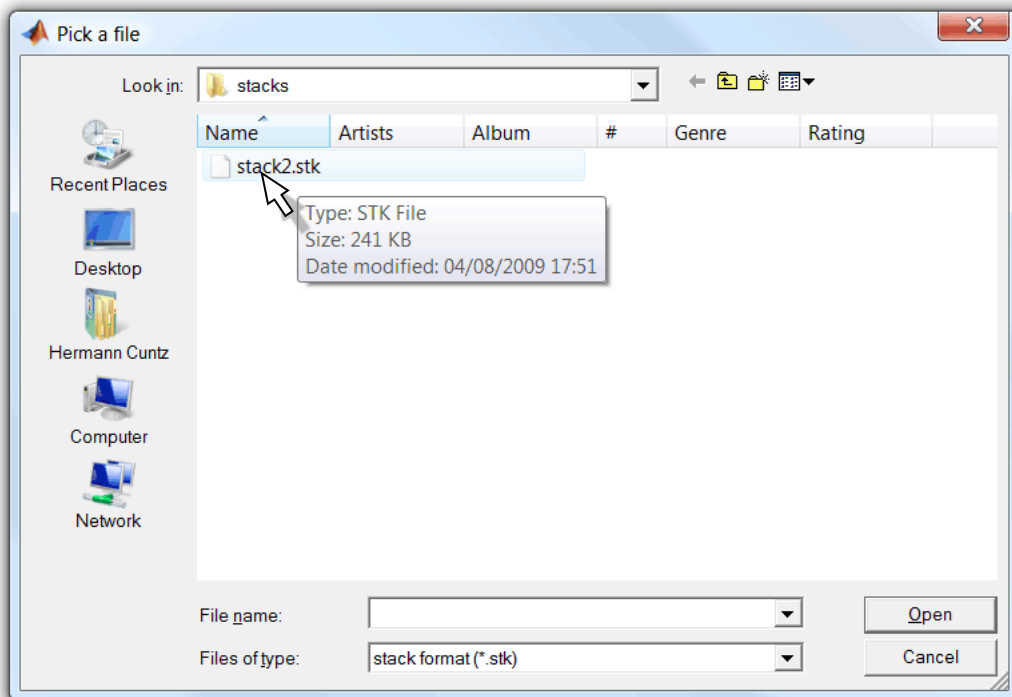 Pick a file
Look in: stacks
Name Artists Album # Genre Rating
stack2.stk
Type: STK File
Size: 241 KB
Date modified: 04/08/2009 17:51
Recent Places
Desktop
Hermann Cuntz
Computer
Network
File name: Open
Files of type: stack format (*.stk) Cancel